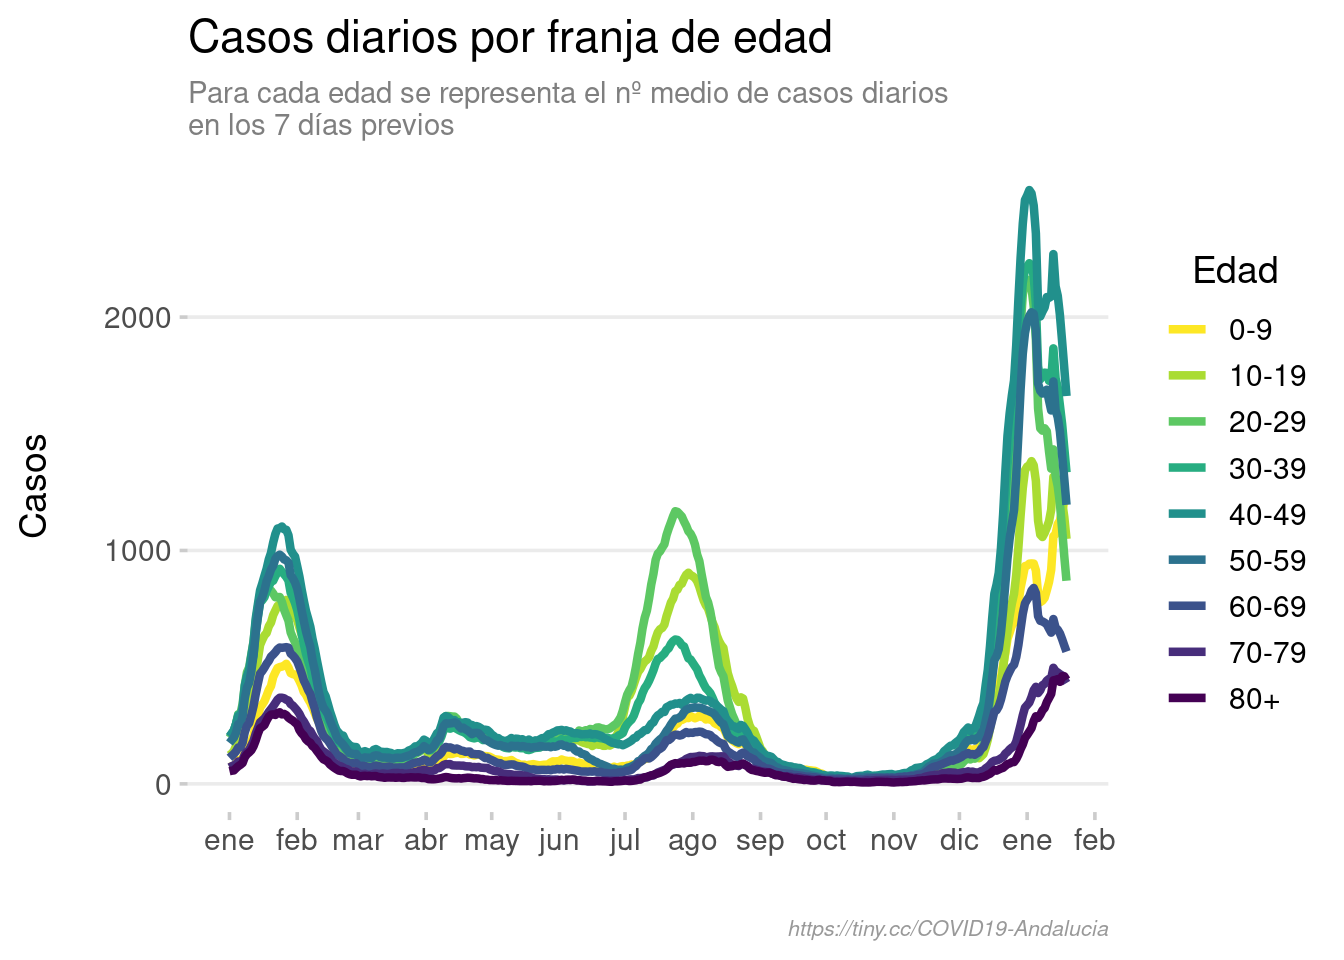 Casos diarios por franja de edad
Para cada edad se representa el nº medio de casos diarios
en los 7 días previos
Casos
2000
1000
0
ene feb mar abr may jun jul ago sep oct nov dic ene feb
Edad
0-9
10-19
20-29
30-39
40-49
50-59
60-69
70-79
80+
https://tiny.cc/COVID19-Andalucia